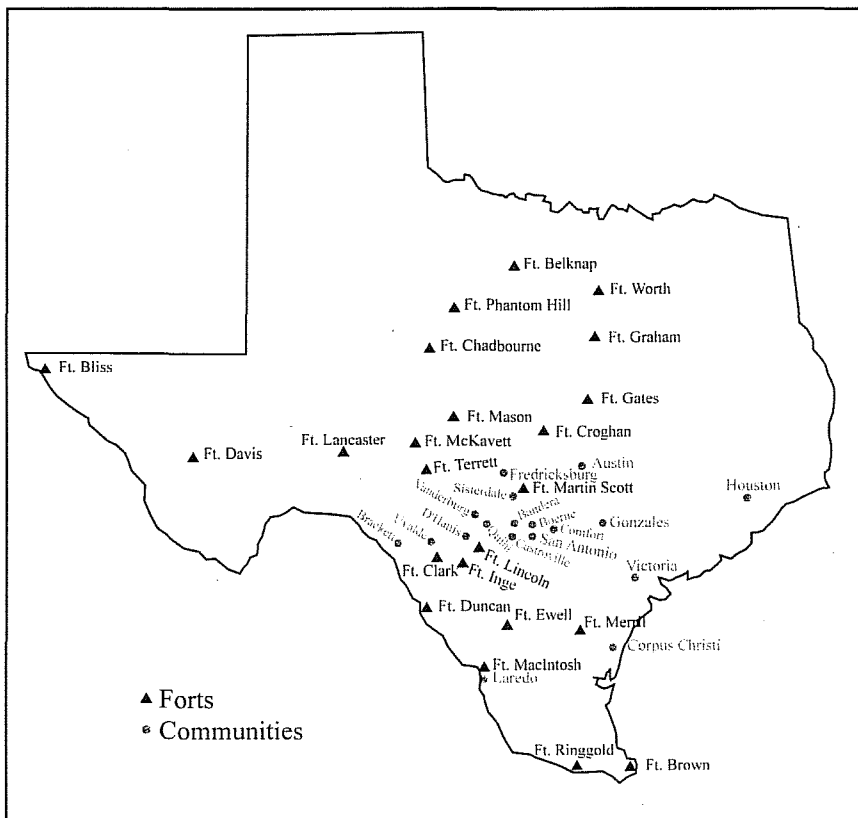 Ft. Belknap
Ft. Worth
Ft. Phantom Hill
Ft. Graham
Ft. Chadbourne
Ft. Bliss
Ft. Gates
Ft. Mason
Ft. Croghan
Ft. Lancaster
Ft. McKavett
Ft. Davis
Ft. Terrett
Austin
Fredricksburg
Houston
Ft. Martin Scott
Sisterdale
Vanderburg
Bandera
Boerne
Comfort
Gonzales
D'Hanis
Quihi
Castroville
San Antonio
Uvalde
Brackett
Ft. Lincoln
Ft. Clark
Ft. Inge
Victoria
Ft. Duncan
Ft. Ewell
Ft. Merrill
Corpus Christi
Ft. MacIntosh
Laredo
Forts
Communities
Ft. Ringgold
Ft. Brown